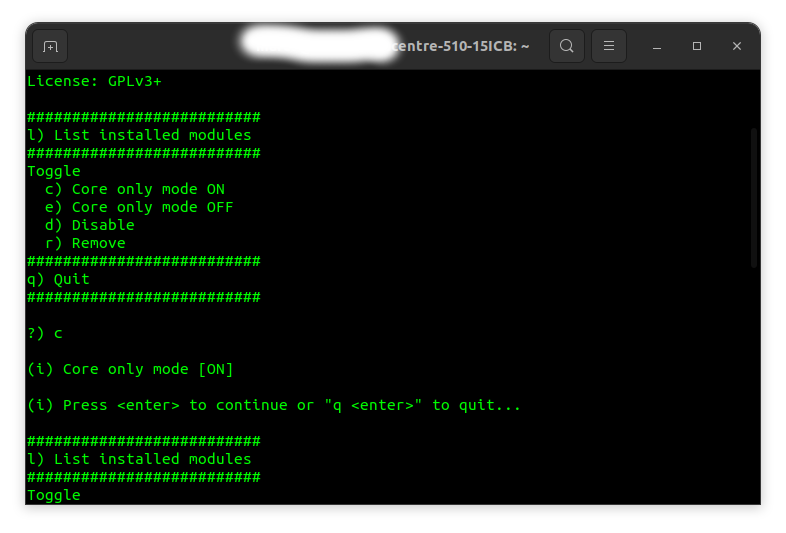 centre-510-15ICB: ~
License: GPLv3+
##########################
l) List installed modules
##########################
Toggle
c) Core only mode ON
e) Core only mode OFF
d) Disable
r) Remove
##########################
q) Quit
##########################
?) c
(i) Core only mode [ON]
(i) Press <enter> to continue or "q <enter>" to quit...
##########################
l) List installed modules
##########################
Toggle